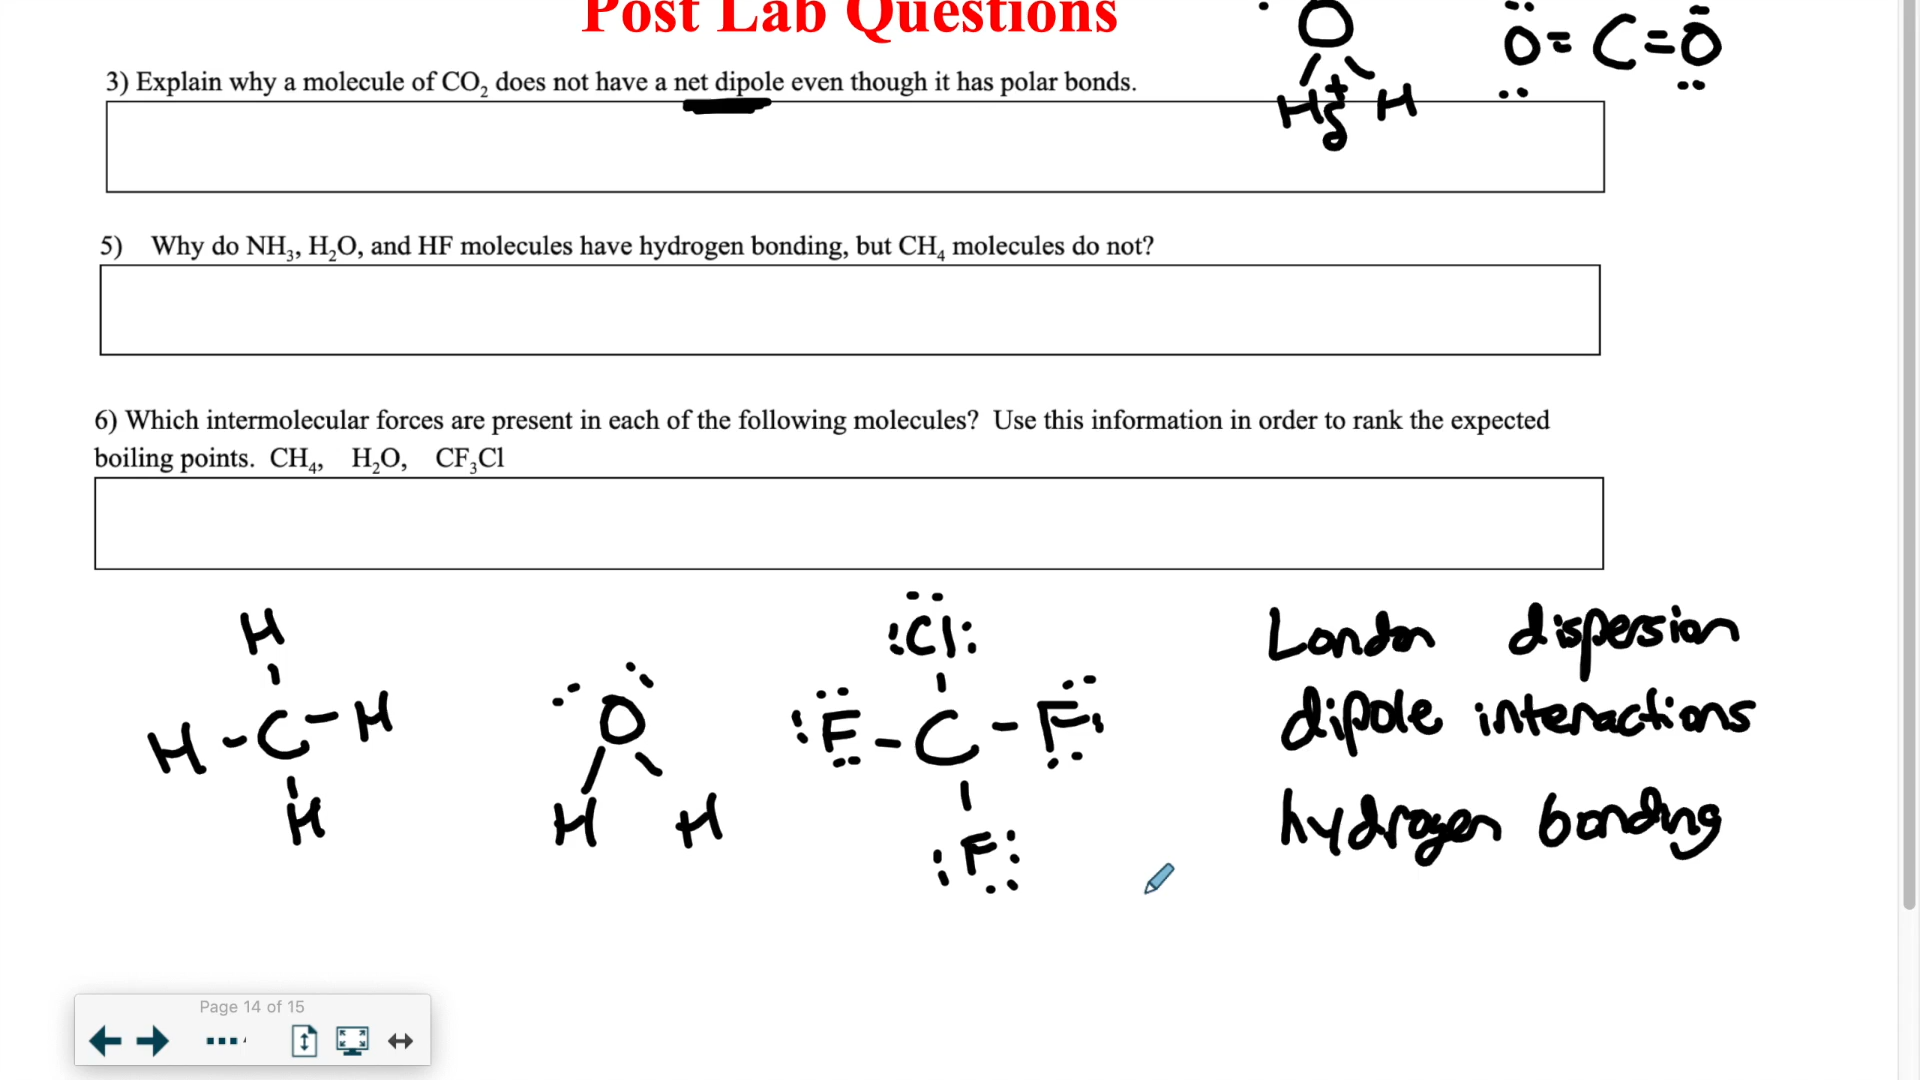 Post Lab Questions
O
H δ+ H
O=C=O
3) Explain why a molecule of CO₂ does not have a net dipole even though it has polar bonds.
5) Why do NH₃, H₂O, and HF molecules have hydrogen bonding, but CH₄ molecules do not?
6) Which intermolecular forces are present in each of the following molecules? Use this information in order to rank the expected
boiling points. CH₄, H₂O, CF₃Cl
H
H-C-H
H
O
H H
:Cl:
:F-C-F:
:F:
London dispersion
dipole interactions
hydrogen bonding
Page 14 of 15